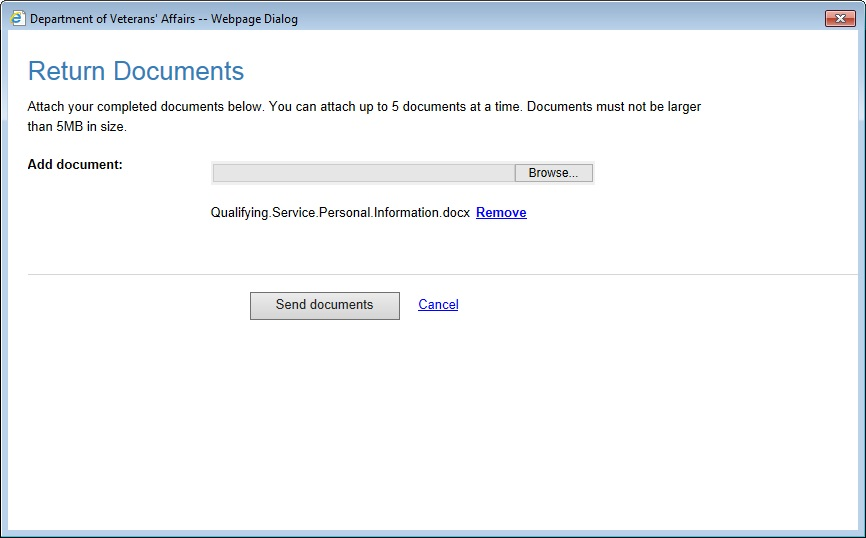 Department of Veterans' Affairs -- Webpage Dialog
Return Documents
Attach your completed documents below. You can attach up to 5 documents at a time. Documents must not be larger
than 5MB in size.
Add document:
Browse...
Qualifying.Service.Personal.Information.docx Remove
Send documents Cancel